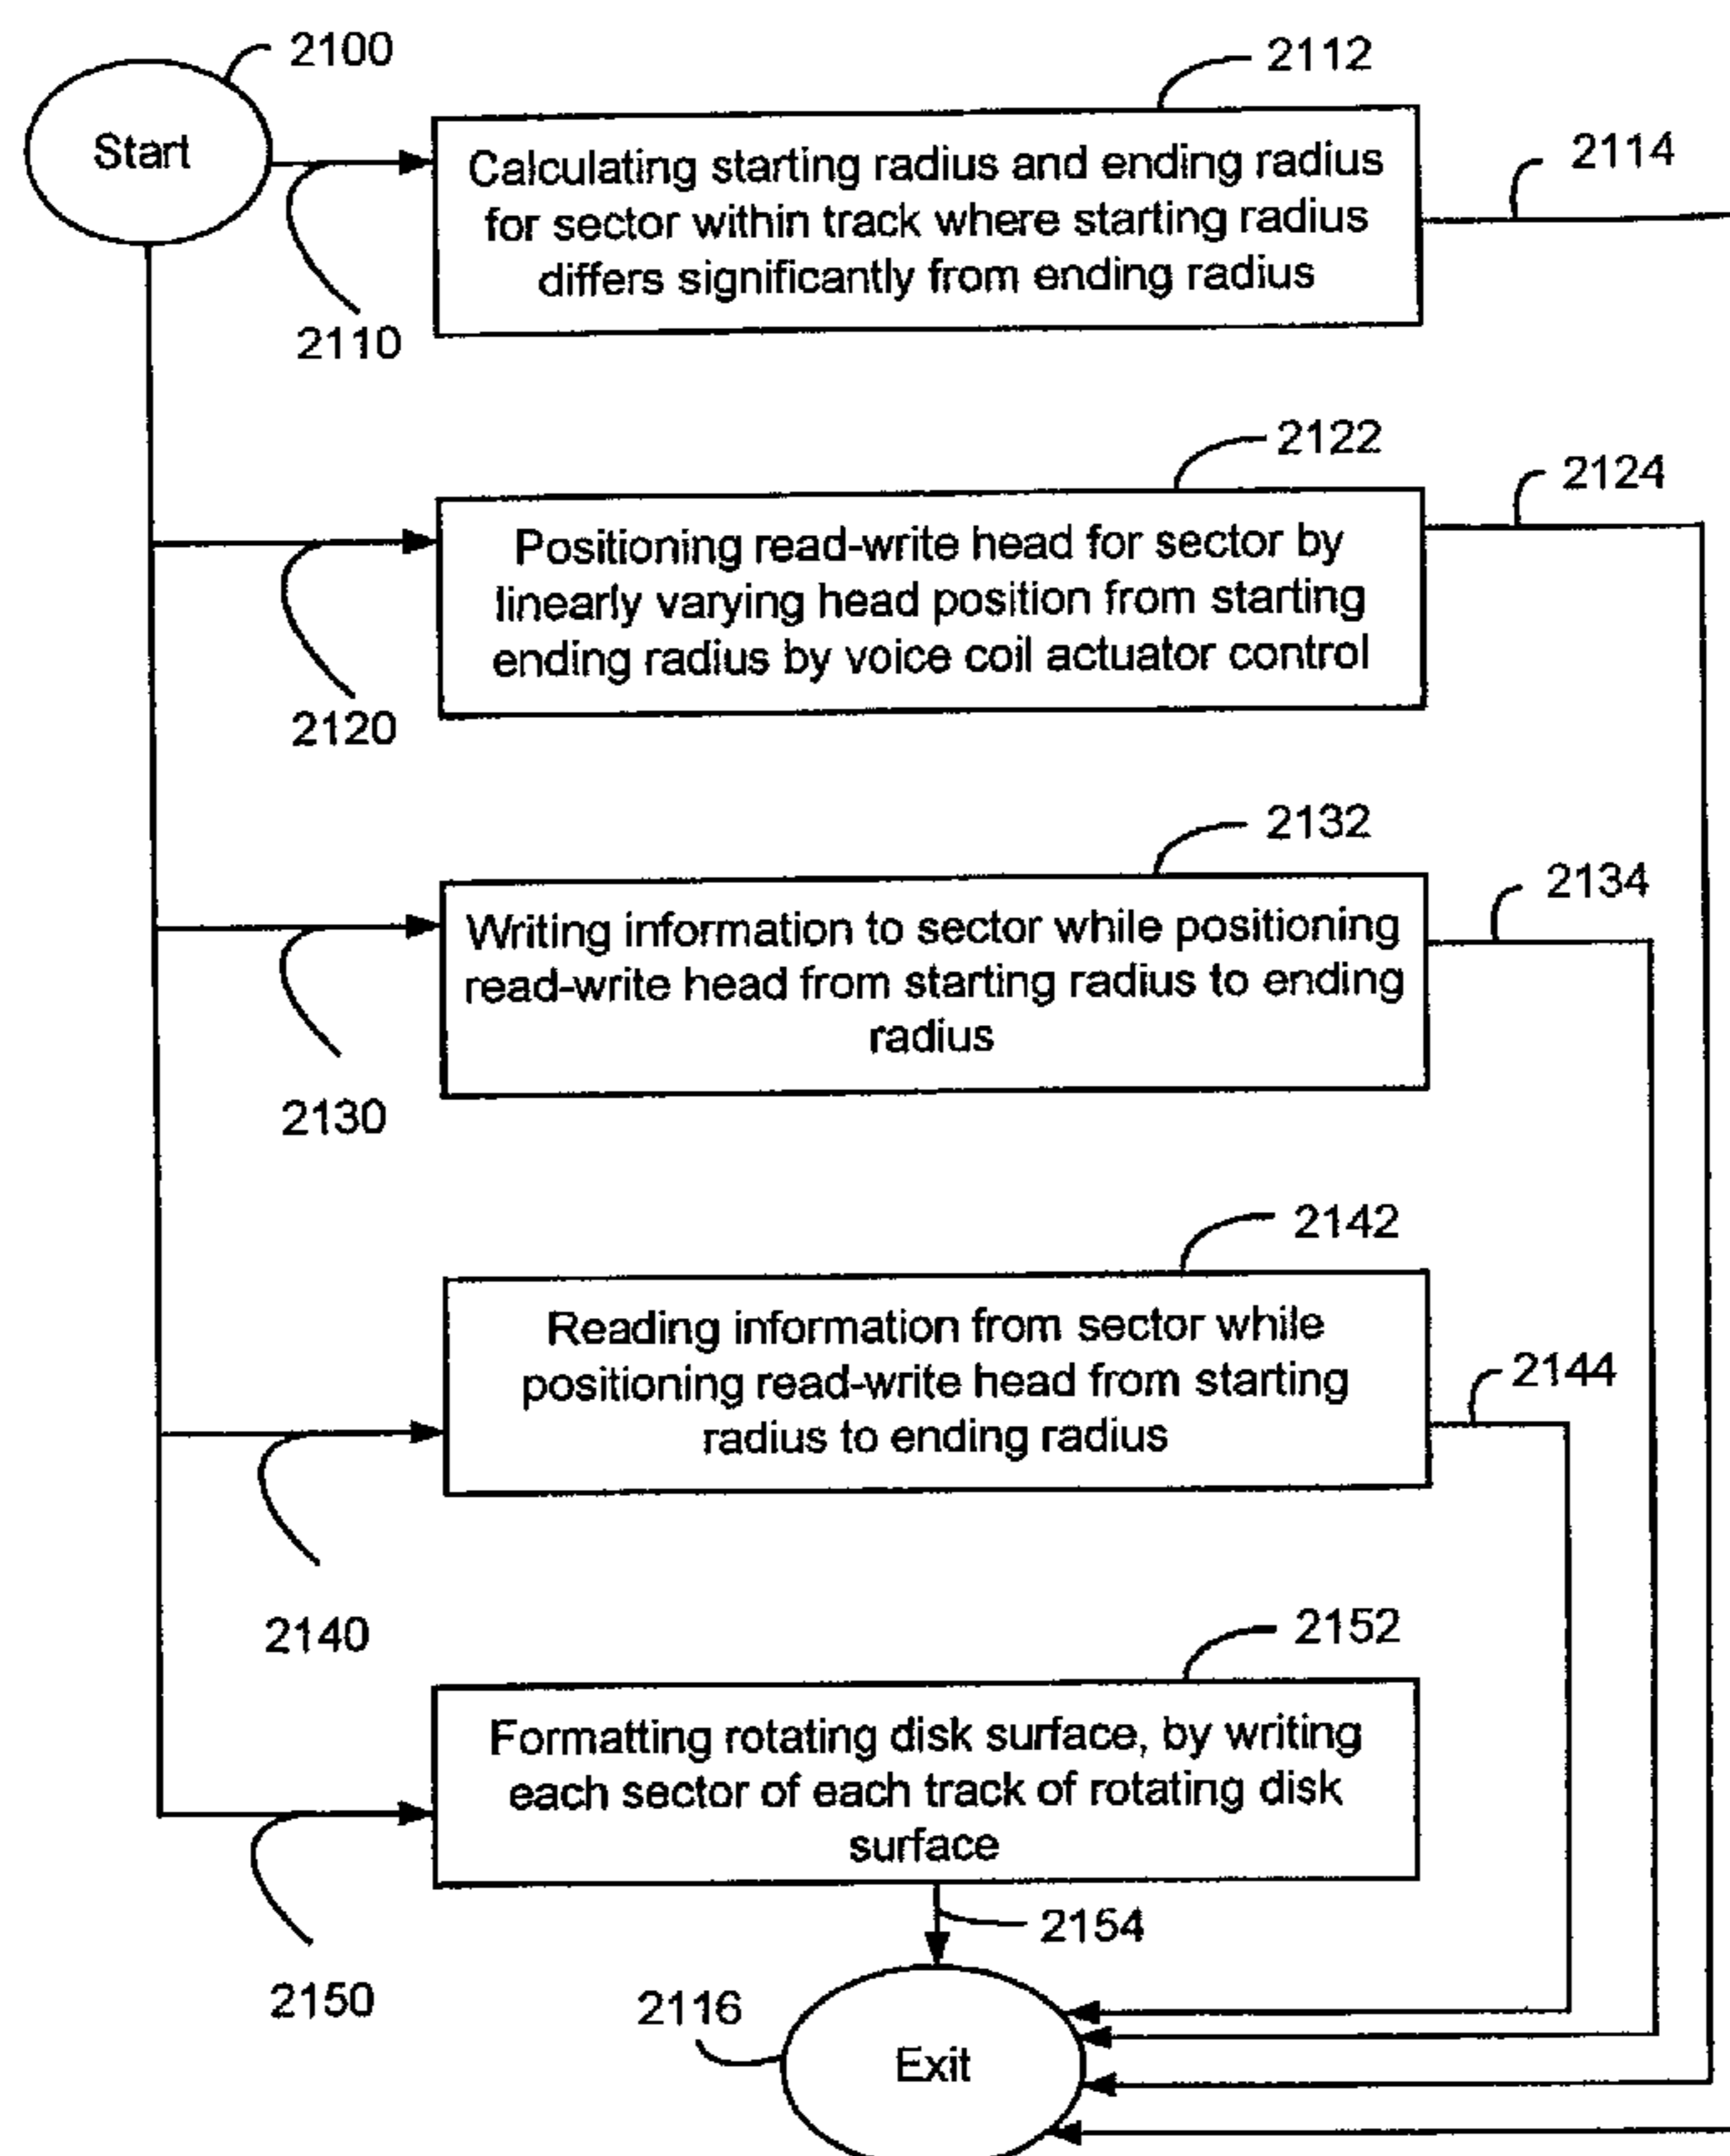 2100
Start
2110
2112
Calculating starting radius and ending radius
for sector within track where starting radius
differs significantly from ending radius
2114
2122
2124
Positioning read-write head for sector by
linearly varying head position from starting
ending radius by voice coil actuator control
2120
2132
2134
Writing information to sector while positioning
read-write head from starting radius to ending
radius
2130
2142
Reading information from sector while
positioning read-write head from starting
radius to ending radius
2144
2140
2152
Formatting rotating disk surface, by writing
each sector of each track of rotating disk
surface
2150
2154
2116
Exit